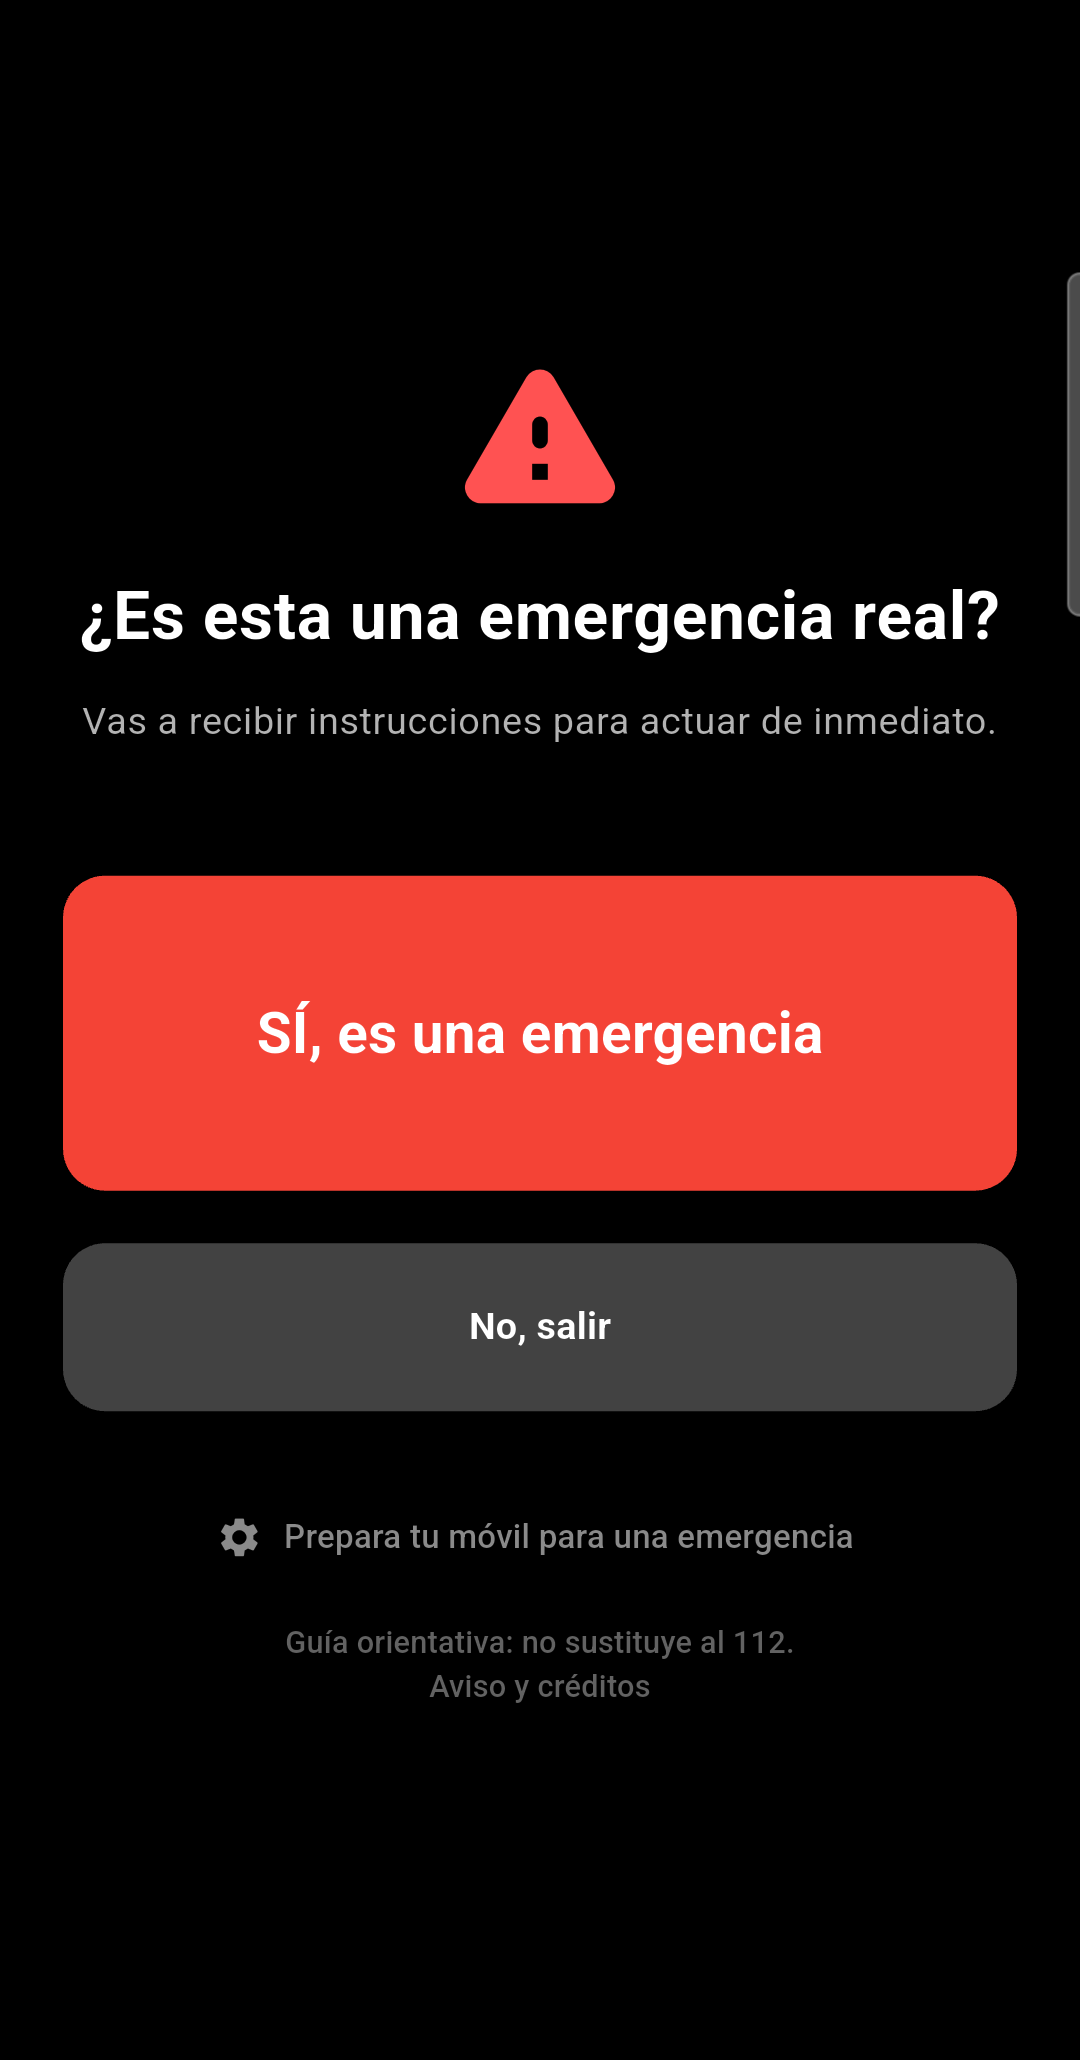 ¿Es esta una emergencia real?
Vas a recibir instrucciones para actuar de inmediato.
SÍ, es una emergencia
No, salir
Prepara tu móvil para una emergencia
Guía orientativa: no sustituye al 112.
Aviso y créditos